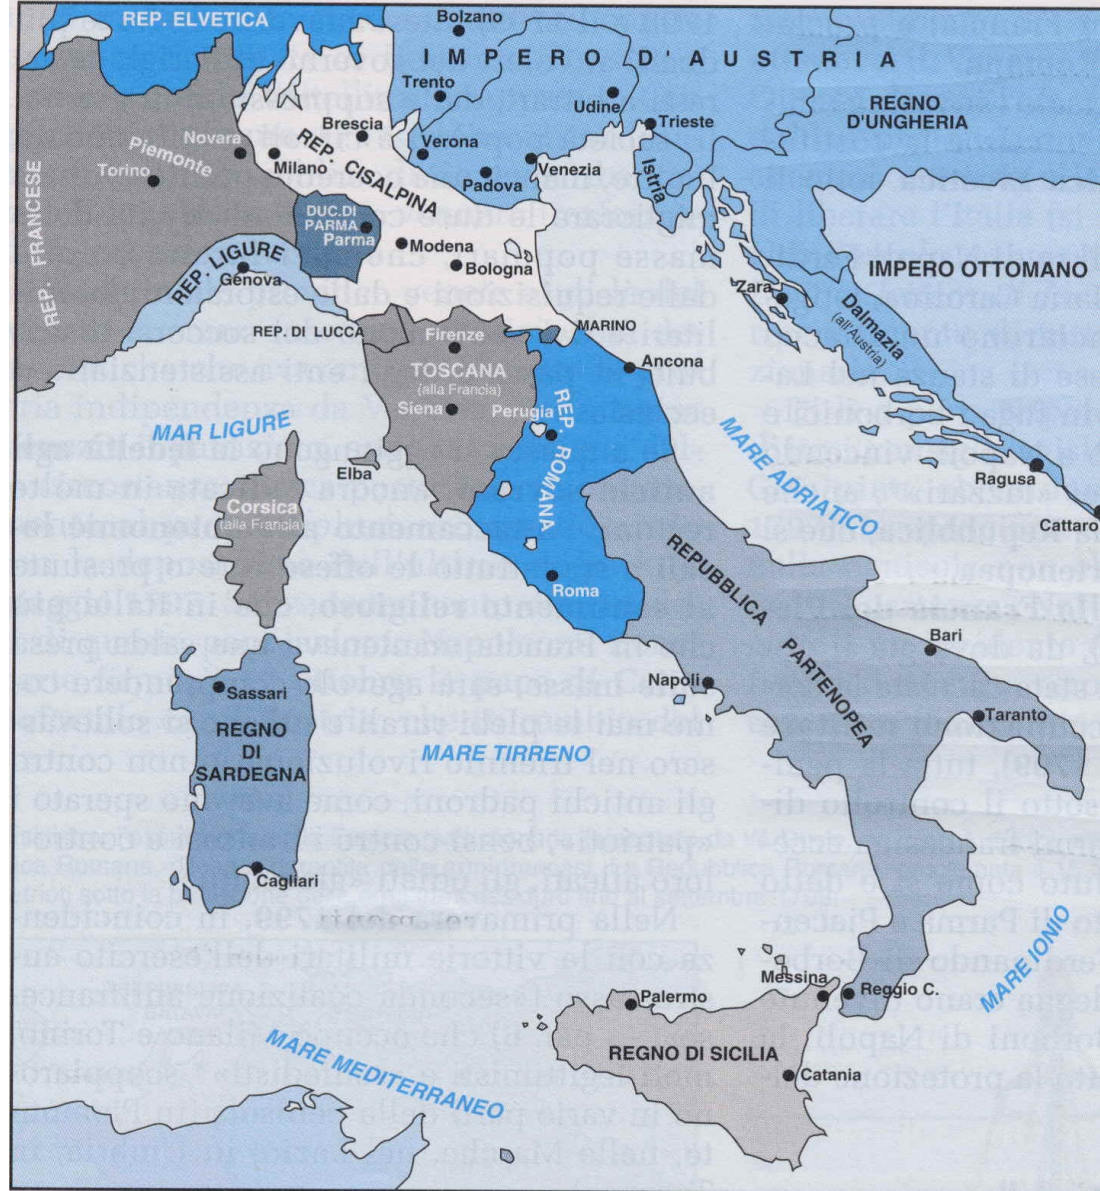 REP. ELVETICA
Bolzano
IMPERO D'AUSTRIA
Trento
Udine
REGNO
D'UNGHERIA
Trieste
Brescia
REP. CISALPINA
Novara
Milano
Verona
Venezia
Padova
Istria
Piemonte
Torino
REP. FRANCESE
DUC. DI
PARMA
Parma
Modena
Bologna
REP. LIGURE
Genova
IMPERO OTTOMANO
Zara
Dalmazia
(all'Austria)
REP. DI LUCCA
MARINO
Firenze
TOSCANA
(alla Francia)
Siena
Ancona
Perugia
REP. ROMANA
MAR LIGURE
Elba
MARE ADRIATICO
Ragusa
Cattaro
Corsica
(alla Francia)
Roma
REPUBBLICA PARTENOPEA
Bari
Napoli
Taranto
Sassari
REGNO
DI
SARDEGNA
MARE TIRRENO
Cagliari
MARE IONIO
Messina
Reggio C.
Palermo
REGNO DI SICILIA
Catania
MARE MEDITERRANEO